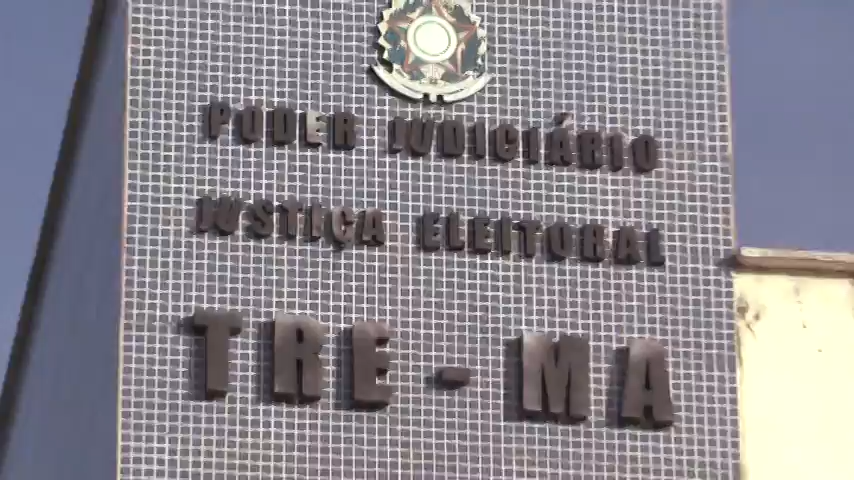 PODER JUDICIÁRIO
JUSTIÇA ELEITORAL
TRE - MA